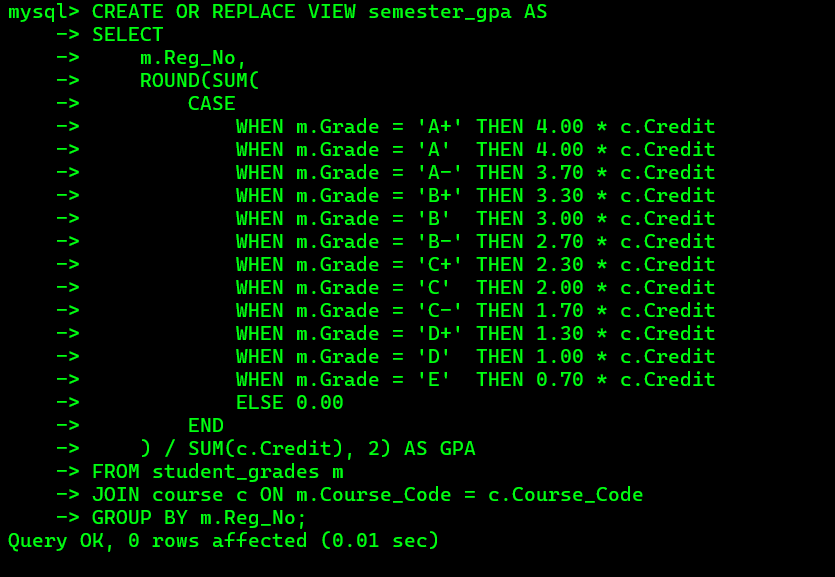 mysql> CREATE OR REPLACE VIEW semester_gpa AS
    -> SELECT
    ->     m.Reg_No,
    ->     ROUND(SUM(
    ->         CASE
    ->             WHEN m.Grade = 'A+' THEN 4.00 * c.Credit
    ->             WHEN m.Grade = 'A'  THEN 4.00 * c.Credit
    ->             WHEN m.Grade = 'A-' THEN 3.70 * c.Credit
    ->             WHEN m.Grade = 'B+' THEN 3.30 * c.Credit
    ->             WHEN m.Grade = 'B'  THEN 3.00 * c.Credit
    ->             WHEN m.Grade = 'B-' THEN 2.70 * c.Credit
    ->             WHEN m.Grade = 'C+' THEN 2.30 * c.Credit
    ->             WHEN m.Grade = 'C'  THEN 2.00 * c.Credit
    ->             WHEN m.Grade = 'C-' THEN 1.70 * c.Credit
    ->             WHEN m.Grade = 'D+' THEN 1.30 * c.Credit
    ->             WHEN m.Grade = 'D'  THEN 1.00 * c.Credit
    ->             WHEN m.Grade = 'E'  THEN 0.70 * c.Credit
    ->             ELSE 0.00
    ->         END
    ->     ) / SUM(c.Credit), 2) AS GPA
    -> FROM student_grades m
    -> JOIN course c ON m.Course_Code = c.Course_Code
    -> GROUP BY m.Reg_No;
Query OK, 0 rows affected (0.01 sec)